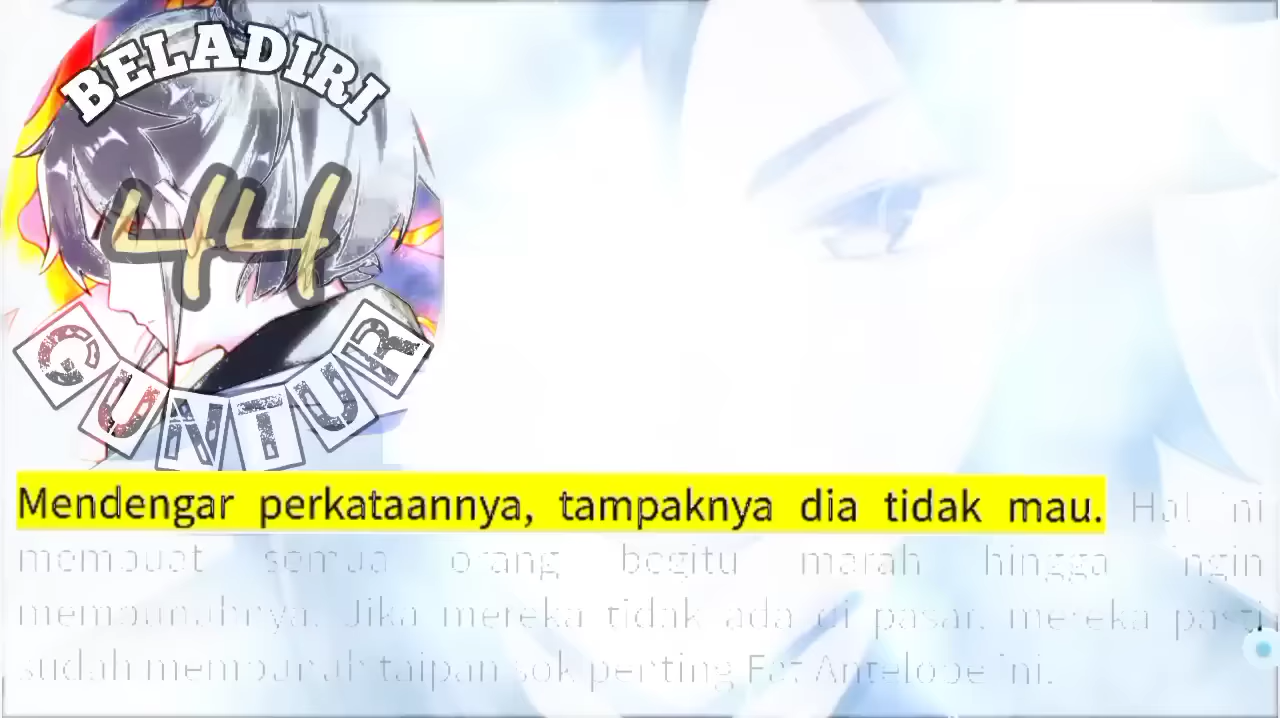 BELADIRI
44
GUNTUR
Mendengar perkataannya, tampaknya dia tidak mau. Hal ini
membuat semua orang begitu marah hingga ingin
membunuhnya. Jika mereka tidak ada di pasar, mereka pasti
sudah membunuh taipan sok penting Fat Antelope ini.